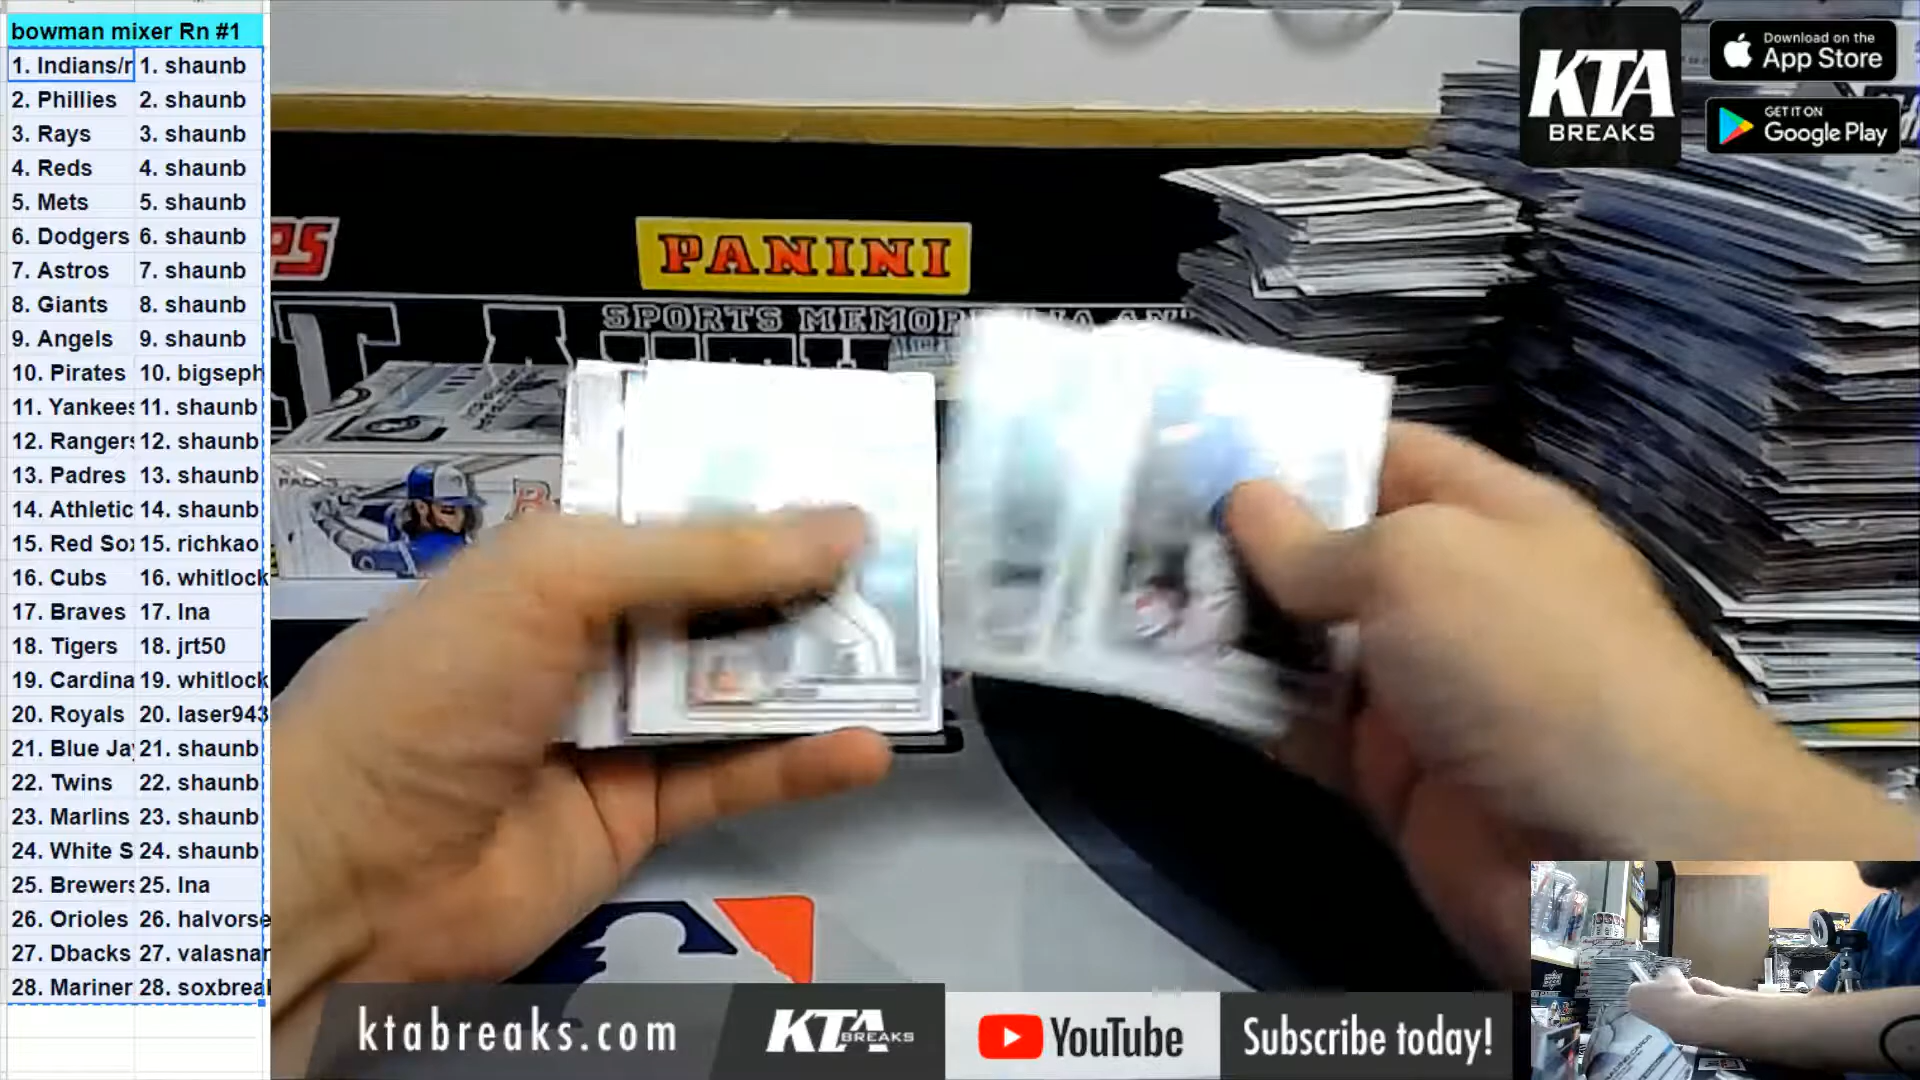 bowman mixer Rn #1
1. Indians/r 1. shaunb
2. Phillies 2. shaunb
3. Rays 3. shaunb
4. Reds 4. shaunb
5. Mets 5. shaunb
6. Dodgers 6. shaunb
7. Astros 7. shaunb
8. Giants 8. shaunb
9. Angels 9. shaunb
10. Pirates 10. bigseph
11. Yankees 11. shaunb
12. Rangers 12. shaunb
13. Padres 13. shaunb
14. Athletic 14. shaunb
15. Red Sox 15. richkao
16. Cubs 16. whitlock
17. Braves 17. Ina
18. Tigers 18. jrt50
19. Cardina 19. whitlock
20. Royals 20. laser943
21. Blue Jay 21. shaunb
22. Twins 22. shaunb
23. Marlins 23. shaunb
24. White S 24. shaunb
25. Brewers 25. Ina
26. Orioles 26. halvorse
27. Dbacks 27. valasnar
28. Mariner 28. soxbreak
KTA
BREAKS
Download on the
App Store
GET IT ON
Google Play
PANINI
SPORTS
PACKS
ktabreaks.com
KTA BREAKS
YouTube
Subscribe today!